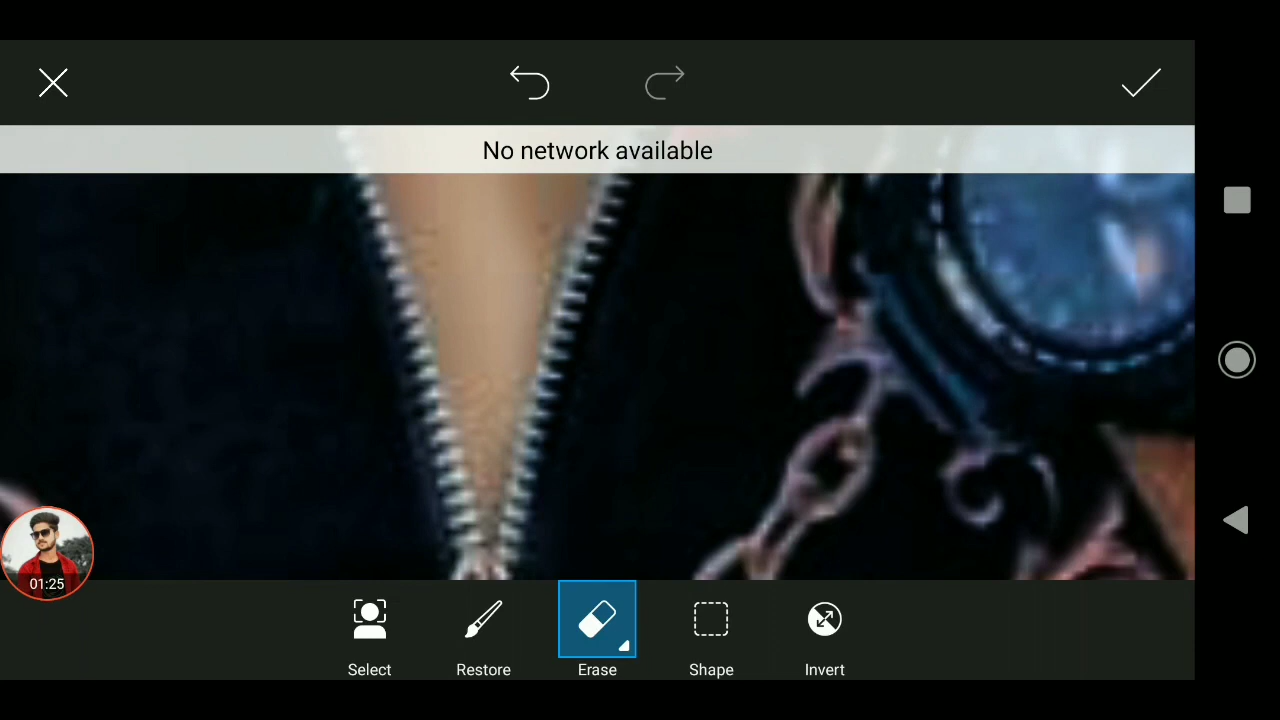 No network available
01:25
Select
Restore
Erase
Shape
Invert